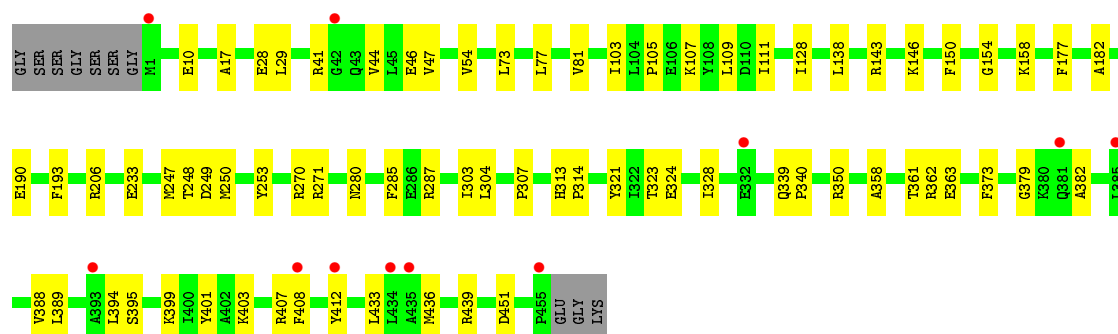 GLY SER SER GLY SER SER GLY M1 E10 A17 E28 L29 R41 G42 Q43 V44 L45 E46 V47 V54 L73 L77 V81 I103 L104 P105 E106 K107 Y108 L109 D110 I111 I128 L138 R143 K146 F150 G154 K158 F177 A182
E190 F193 R206 E233 M247 T248 D249 M250 Y253 R270 R271 N280 F285 E286 R287 I303 L304 P307 H313 P314 Y321 I322 T323 E324 I328 E332 Q339 P340 R350 A358 T361 R362 E363 F373 G379 K380 Q381 A382 L385
V388 L389 A393 L394 S395 K399 I400 Y401 A402 K403 R407 F408 Y412 L433 L434 A435 M436 R439 D451 P455 GLU GLY LYS